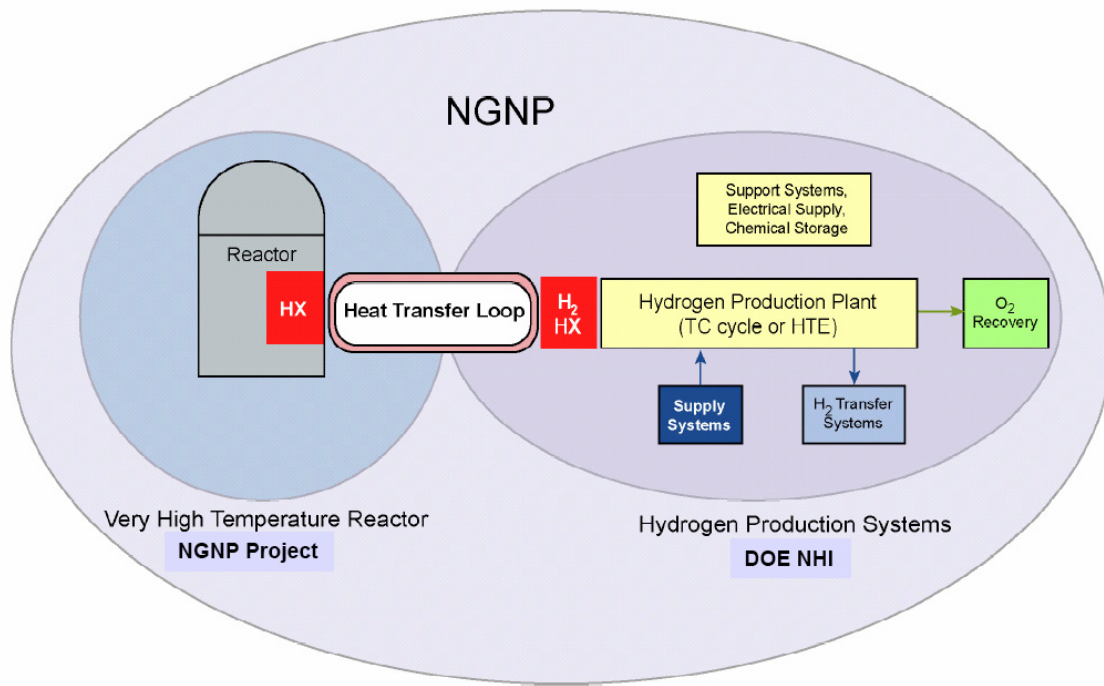 NGNP
Support Systems,
Electrical Supply,
Chemical Storage
Reactor
HX
Heat Transfer Loop
H2
HX
Hydrogen Production Plant
(TC cycle or HTE)
O2
Recovery
Supply
Systems
H2 Transfer
Systems
Very High Temperature Reactor
NGNP Project
Hydrogen Production Systems
DOE NHI